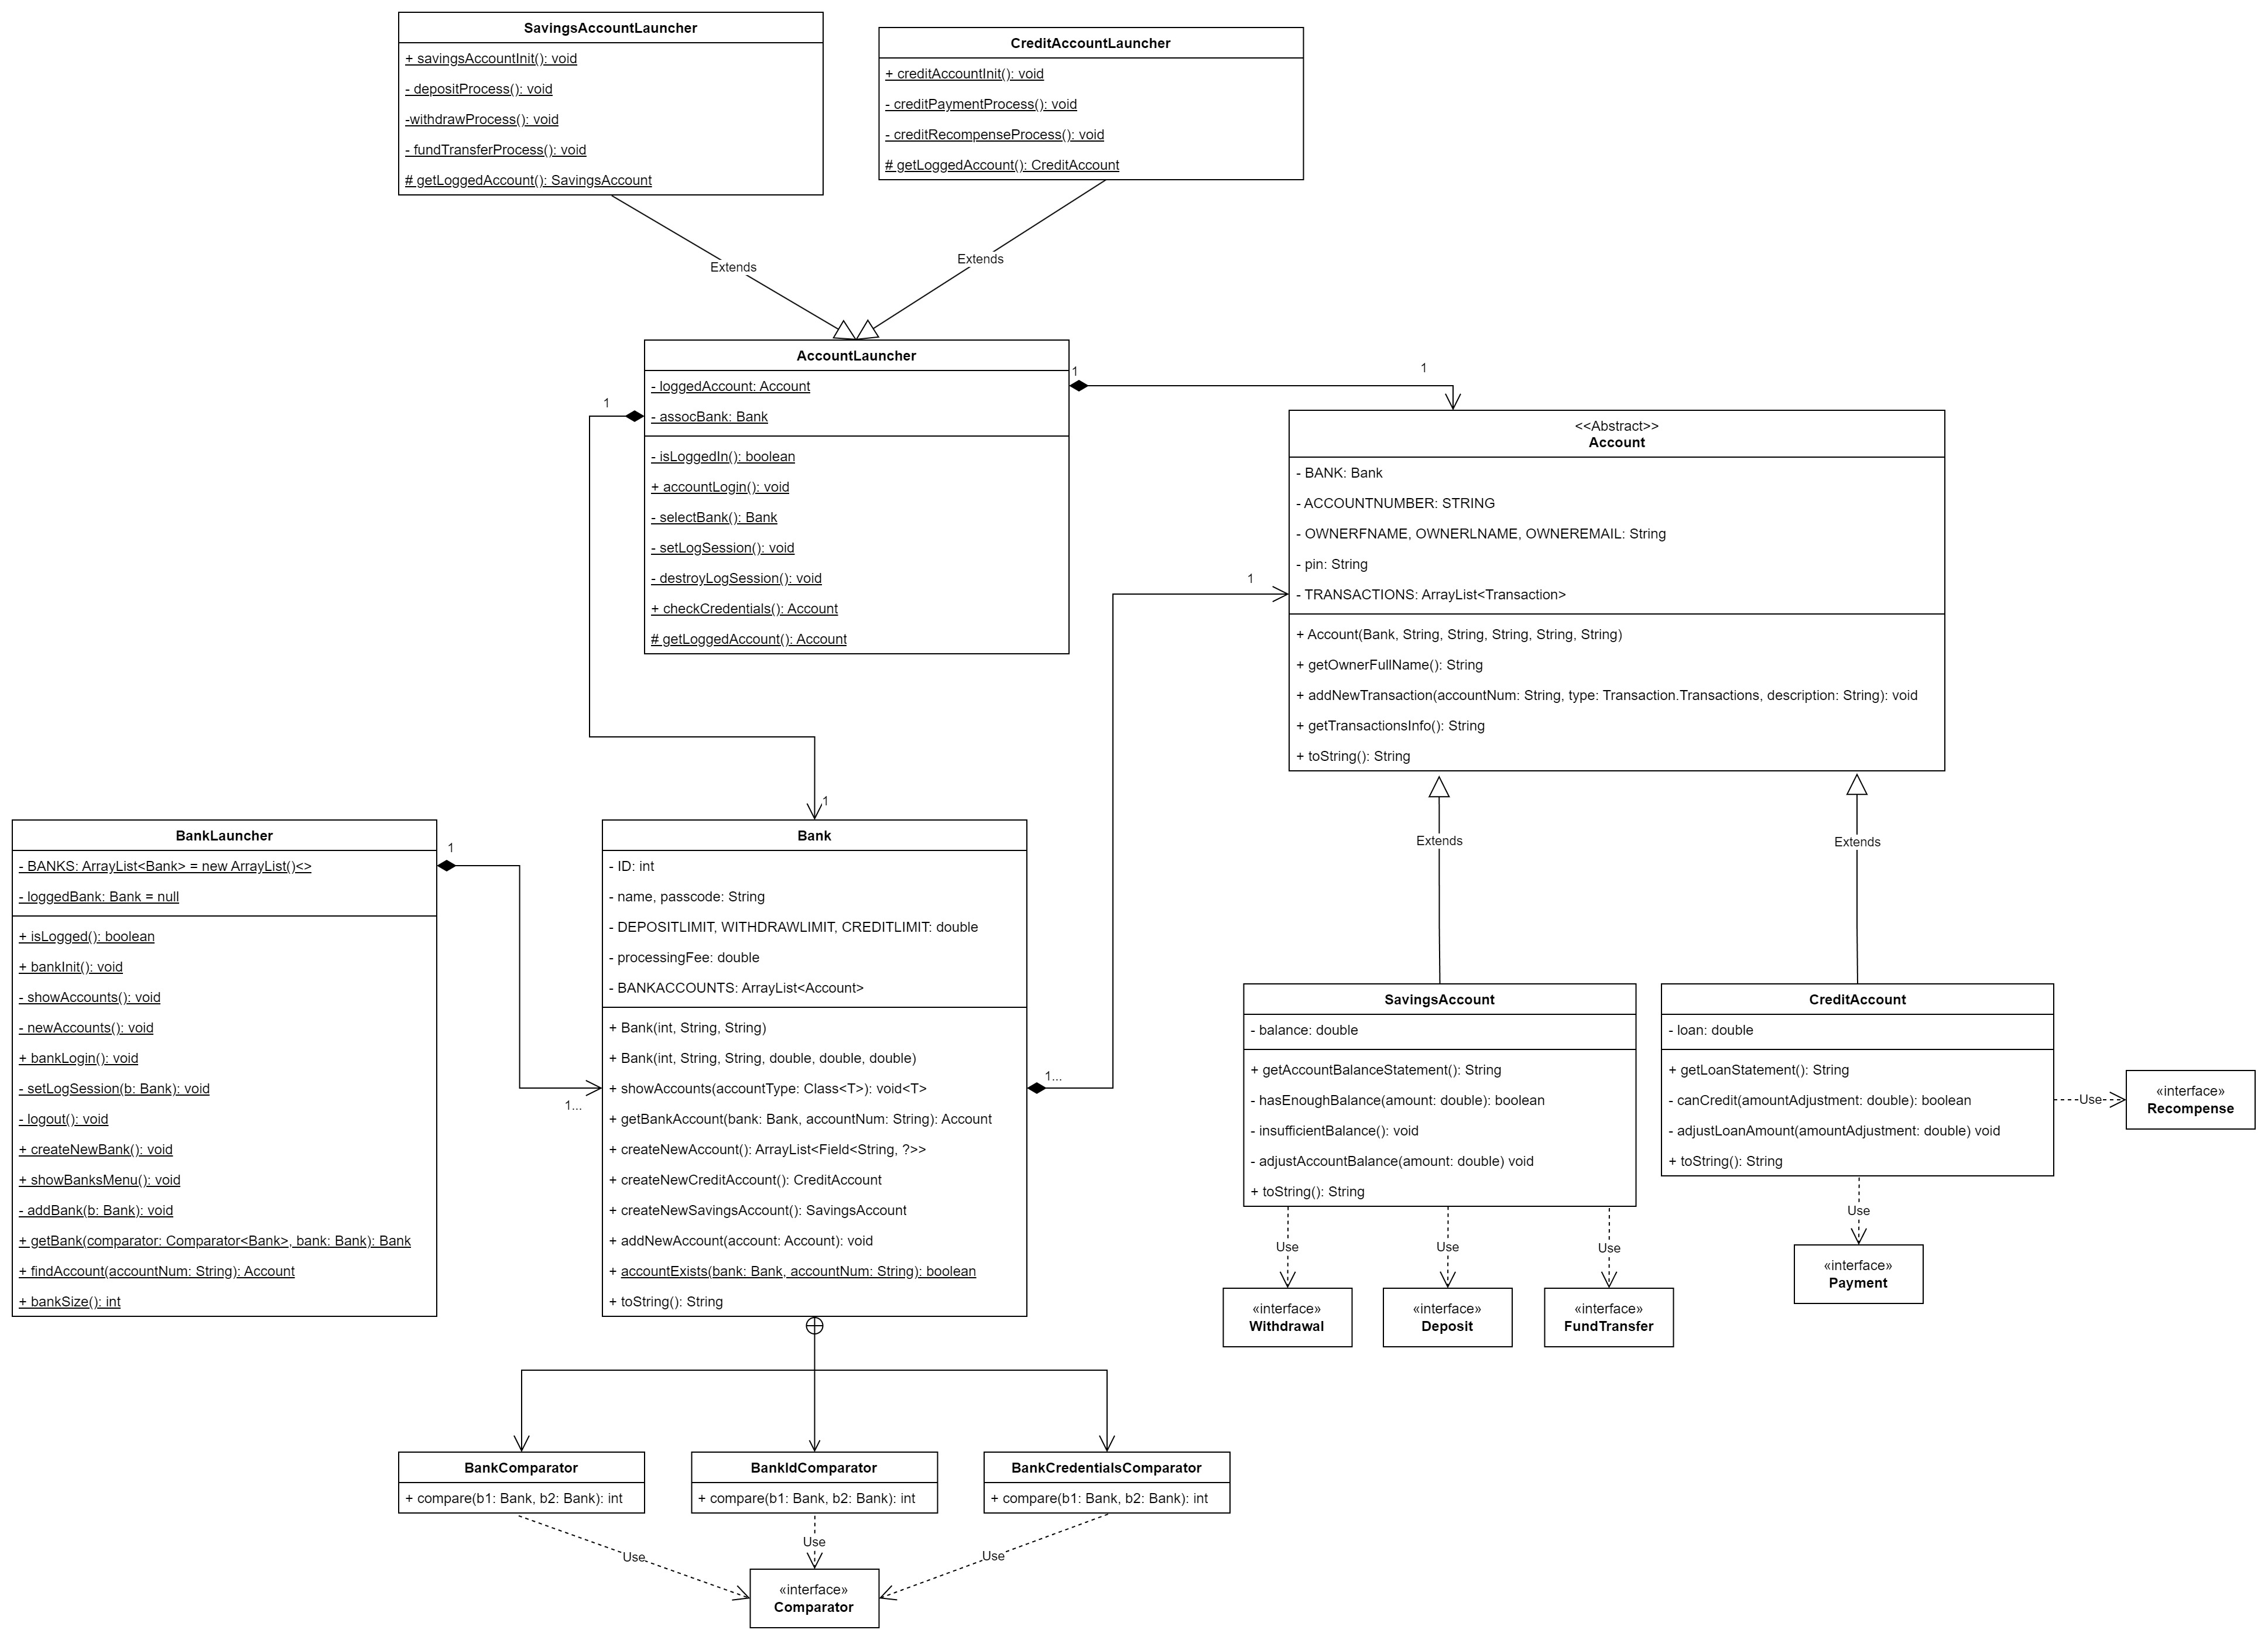 SavingsAccountLauncher
+ savingsAccountInit(): void
- depositProcess(): void
-withdrawProcess(): void
- fundTransferProcess(): void
# getLoggedAccount(): SavingsAccount
CreditAccountLauncher
+ creditAccountInit(): void
- creditPaymentProcess(): void
- creditRecompenseProcess(): void
# getLoggedAccount(): CreditAccount
Extends
Extends
AccountLauncher
- loggedAccount: Account
- assocBank: Bank
- isLoggedIn(): boolean
+ accountLogin(): void
- selectBank(): Bank
- setLogSession(): void
- destroyLogSession(): void
+ checkCredentials(): Account
# getLoggedAccount(): Account
1
1
1
1
<<Abstract>>
Account
- BANK: Bank
- ACCOUNTNUMBER: STRING
- OWNERFNAME, OWNERLNAME, OWNEREMAIL: String
- pin: String
- TRANSACTIONS: ArrayList<Transaction>
+ Account(Bank, String, String, String, String, String)
+ getOwnerFullName(): String
+ addNewTransaction(accountNum: String, type: Transaction.Transactions, description: String): void
+ getTransactionsInfo(): String
+ toString(): String
1
1...
BankLauncher
- BANKS: ArrayList<Bank> = new ArrayList()<>
- loggedBank: Bank = null
+ isLogged(): boolean
+ bankInit(): void
- showAccounts(): void
- newAccounts(): void
+ bankLogin(): void
- setLogSession(b: Bank): void
- logout(): void
+ createNewBank(): void
+ showBanksMenu(): void
- addBank(b: Bank): void
+ getBank(comparator: Comparator<Bank>, bank: Bank): Bank
+ findAccount(accountNum: String): Account
+ bankSize(): int
1
1...
Bank
- ID: int
- name, passcode: String
- DEPOSITLIMIT, WITHDRAWLIMIT, CREDITLIMIT: double
- processingFee: double
- BANKACCOUNTS: ArrayList<Account>
+ Bank(int, String, String)
+ Bank(int, String, String, double, double, double)
+ showAccounts(accountType: Class<T>): void<T>
+ getBankAccount(bank: Bank, accountNum: String): Account
+ createNewAccount(): ArrayList<Field<String, ?>>
+ createNewCreditAccount(): CreditAccount
+ createNewSavingsAccount(): SavingsAccount
+ addNewAccount(account: Account): void
+ accountExists(bank: Bank, accountNum: String): boolean
+ toString(): String
Extends
Extends
SavingsAccount
- balance: double
+ getAccountBalanceStatement(): String
- hasEnoughBalance(amount: double): boolean
- insufficientBalance(): void
- adjustAccountBalance(amount: double) void
+ toString(): String
CreditAccount
- loan: double
+ getLoanStatement(): String
- canCredit(amountAdjustment: double): boolean
- adjustLoanAmount(amountAdjustment: double) void
+ toString(): String
Use
«interface»
Recompense
Use
«interface»
Payment
Use
Use
Use
«interface»
Withdrawal
«interface»
Deposit
«interface»
FundTransfer
BankComparator
+ compare(b1: Bank, b2: Bank): int
BankIdComparator
+ compare(b1: Bank, b2: Bank): int
BankCredentialsComparator
+ compare(b1: Bank, b2: Bank): int
Use
Use
Use
«interface»
Comparator